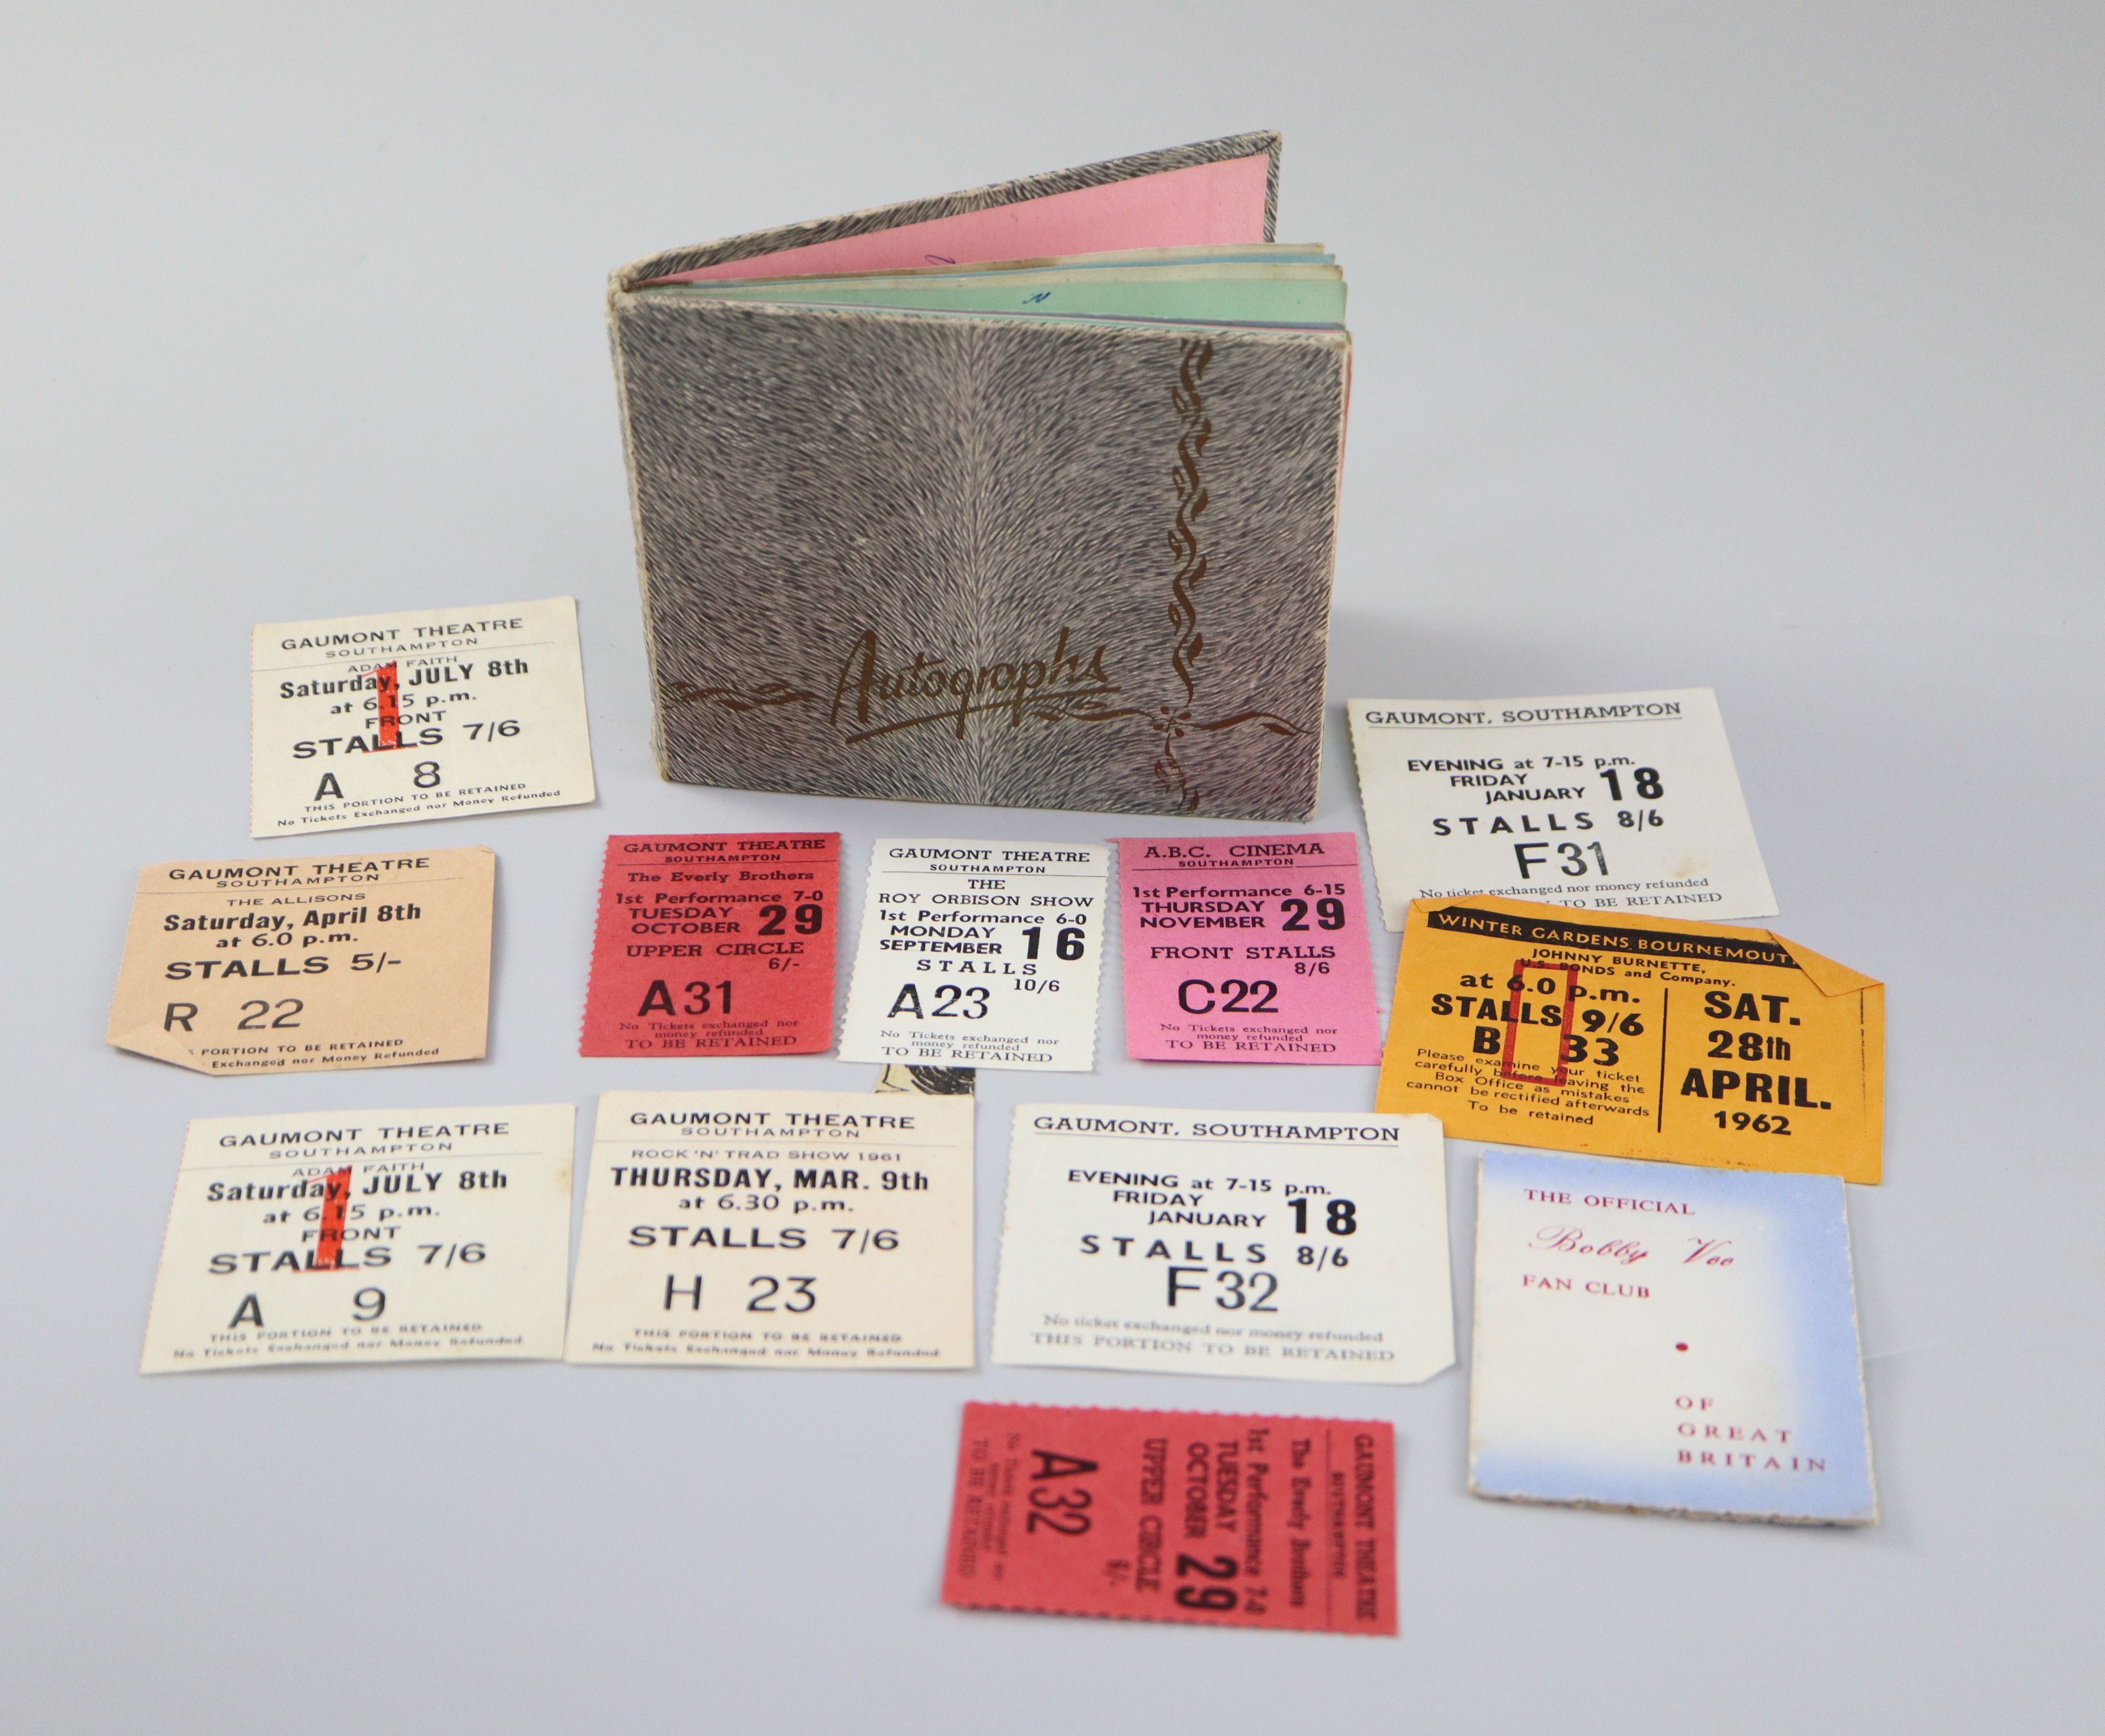 Autographs
GAUMONT THEATRE
SOUTHAMPTON
ADAM FAITH
Saturday, JULY 8th
at 6.15 p.m.
FRONT
STALLS 7/6
1
A 8
THIS PORTION TO BE RETAINED
No Tickets Exchanged nor Money Refunded
GAUMONT, SOUTHAMPTON
EVENING at 7-15 p.m.
FRIDAY
JANUARY 18
STALLS 8/6
F31
No ticket exchanged nor money refunded
TO BE RETAINED
GAUMONT THEATRE
SOUTHAMPTON
THE ALLISONS
Saturday, April 8th
at 6.0 p.m.
STALLS 5/-
R 22
PORTION TO BE RETAINED
Exchanged nor Money Refunded
GAUMONT THEATRE
SOUTHAMPTON
The Everly Brothers
1st Performance 7-0
TUESDAY
OCTOBER 29
UPPER CIRCLE
6/-
A31
No Tickets exchanged nor
money refunded
TO BE RETAINED
GAUMONT THEATRE
SOUTHAMPTON
THE
ROY ORBISON SHOW
1st Performance 6-0
MONDAY
SEPTEMBER 16
STALLS
10/6
A23
No Tickets exchanged nor
money refunded
TO BE RETAINED
A.B.C. CINEMA
SOUTHAMPTON
1st Performance 6-15
THURSDAY
NOVEMBER 29
FRONT STALLS
8/6
C22
No Tickets exchanged nor
money refunded
TO BE RETAINED
WINTER GARDENS, BOURNEMOUTH
JOHNNY BURNETTE,
U.S. BONDS and Company.
at 6.0 p.m.
STALLS 9/6
B 33
Please examine your ticket
carefully before leaving the
Box Office as mistakes
cannot be rectified afterwards
To be retained
SAT.
28th
APRIL.
1962
GAUMONT THEATRE
SOUTHAMPTON
ADAM FAITH
Saturday, JULY 8th
at 6.15 p.m.
FRONT
STALLS 7/6
1
A 9
THIS PORTION TO BE RETAINED
No Tickets Exchanged nor Money Refunded
GAUMONT THEATRE
SOUTHAMPTON
ROCK 'N' TRAD SHOW 1961
THURSDAY, MAR. 9th
at 6.30 p.m.
STALLS 7/6
H 23
THIS PORTION TO BE RETAINED
No Tickets Exchanged nor Money Refunded
GAUMONT, SOUTHAMPTON
EVENING at 7-15 p.m.
FRIDAY
JANUARY 18
STALLS 8/6
F32
No ticket exchanged nor money refunded
THIS PORTION TO BE RETAINED
THE OFFICIAL
Bobby Vee
FAN CLUB
OF
GREAT
BRITAIN
GAUMONT THEATRE
SOUTHAMPTON
The Everly Brothers
1st Performance 7-0
TUESDAY
OCTOBER 29
UPPER CIRCLE
6/-
A32
No Tickets exchanged nor
money refunded
TO BE RETAINED